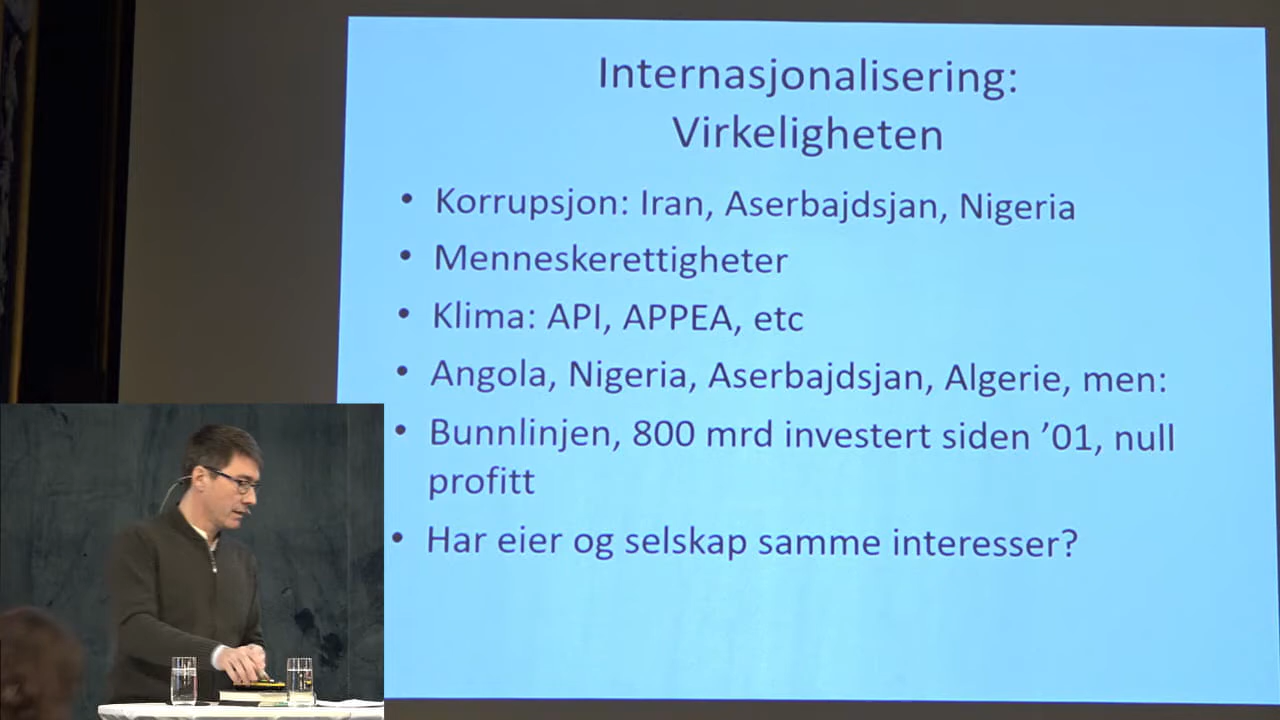 Internasjonalisering:
Virkeligheten
• Korrupsjon: Iran, Aserbajdsjan, Nigeria
• Menneskerettigheter
• Klima: API, APPEA, etc
• Angola, Nigeria, Aserbajdsjan, Algerie, men:
• Bunnlinjen, 800 mrd investert siden ’01, null
profitt
• Har eier og selskap samme interesser?